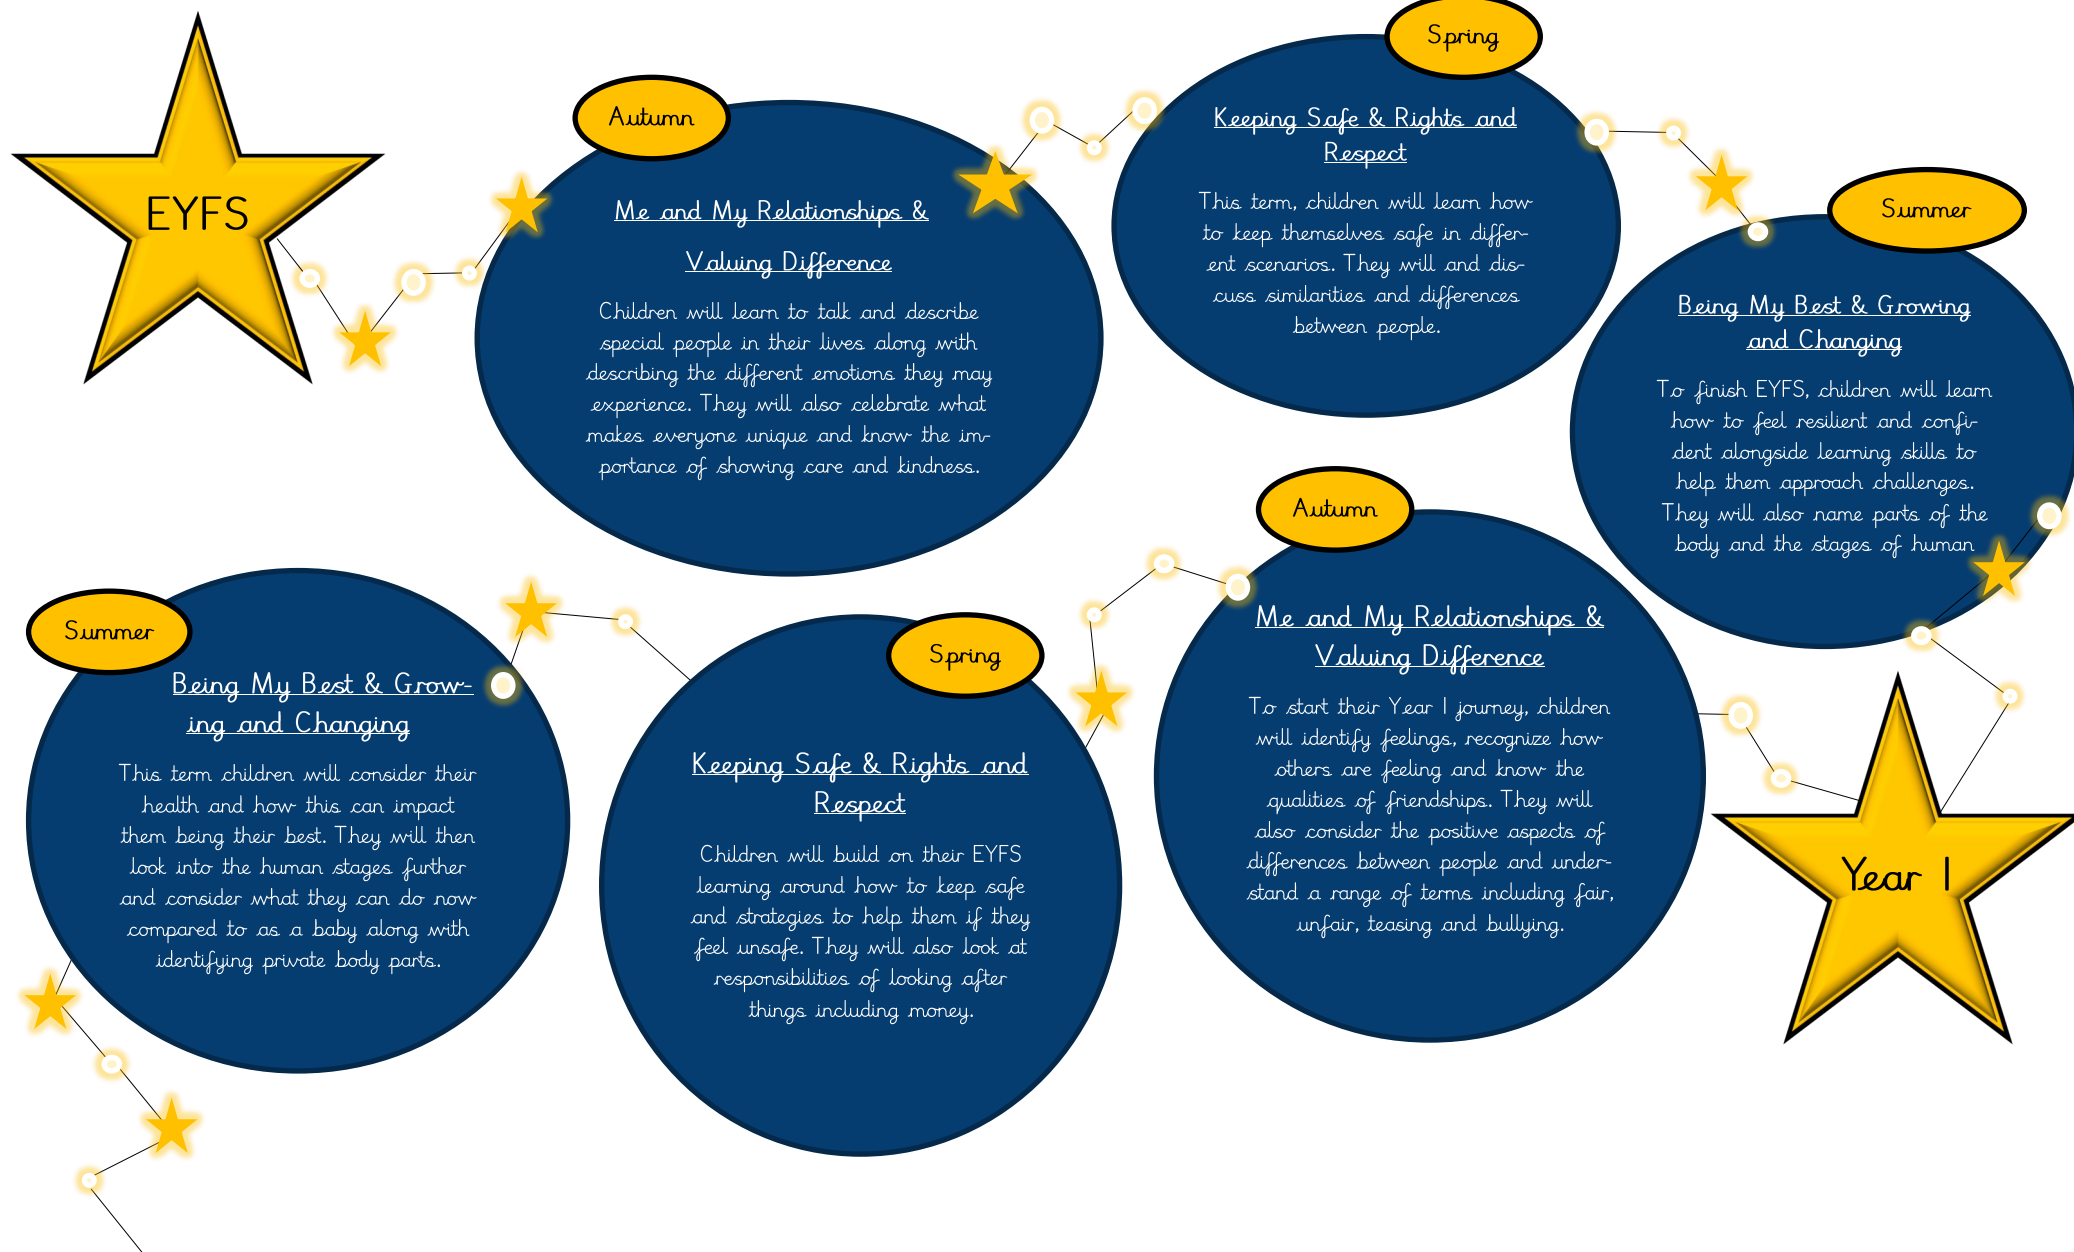 EYFS
Autumn
Me and My Relationships &
Valuing Difference
Children will learn to talk and describe
special people in their lives along with
describing the different emotions they may
experience. They will also celebrate what
makes everyone unique and know the im-
portance of showing care and kindness.
Spring
Keeping Safe & Rights and
Respect
This term, children will learn how
to keep themselves safe in differ-
ent scenarios. They will and dis-
cuss similarities and differences
between people.
Summer
Being My Best & Growing
and Changing
To finish EYFS, children will learn
how to feel resilient and confi-
dent alongside learning skills to
help them approach challenges.
They will also name parts of the
body and the stages of human
Year 1
Autumn
Me and My Relationships &
Valuing Difference
To start their Year 1 journey, children
will identify feelings, recognize how
others are feeling and know the
qualities of friendships. They will
also consider the positive aspects of
differences between people and under-
stand a range of terms including fair,
unfair, teasing and bullying.
Spring
Keeping Safe & Rights and
Respect
Children will build on their EYFS
learning around how to keep safe
and strategies to help them if they
feel unsafe. They will also look at
responsibilities of looking after
things including money.
Summer
Being My Best & Grow-
ing and Changing
This term children will consider their
health and how this can impact
them being their best. They will then
look into the human stages further
and consider what they can do now
compared to as a baby along with
identifying private body parts.